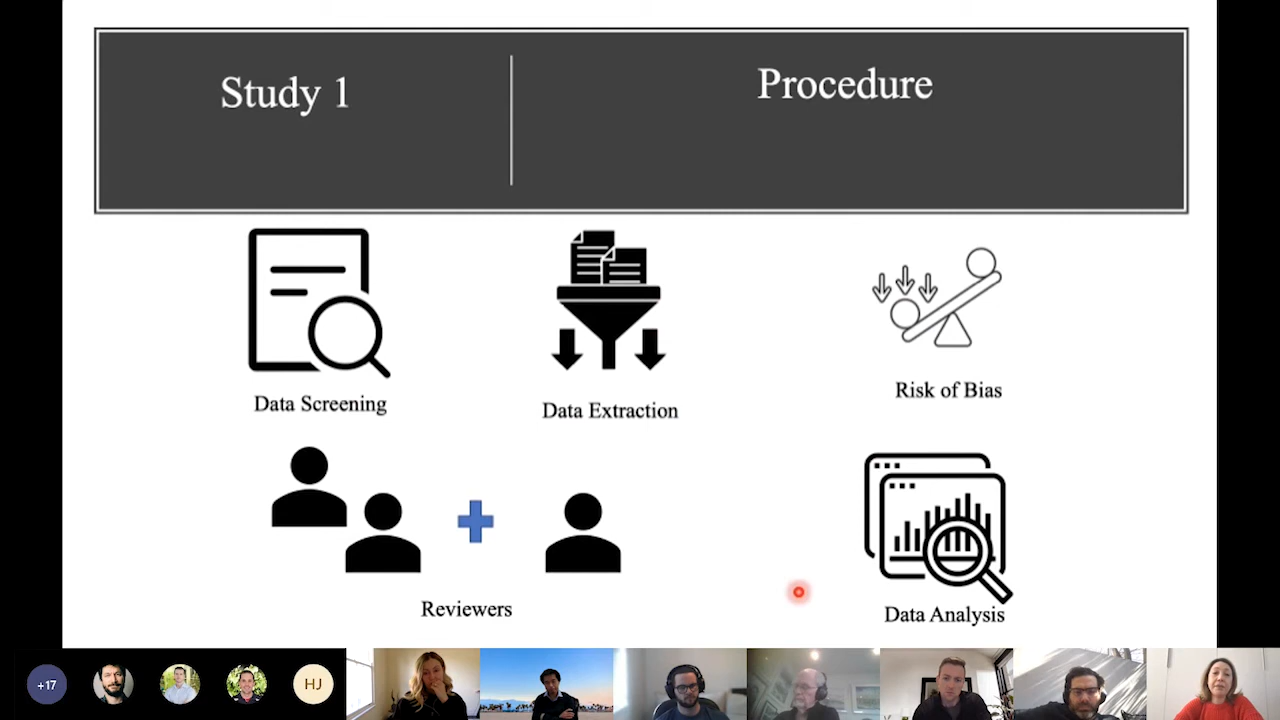 Study 1
Procedure
Data Screening
Data Extraction
Risk of Bias
Reviewers
Data Analysis
+17
HJ